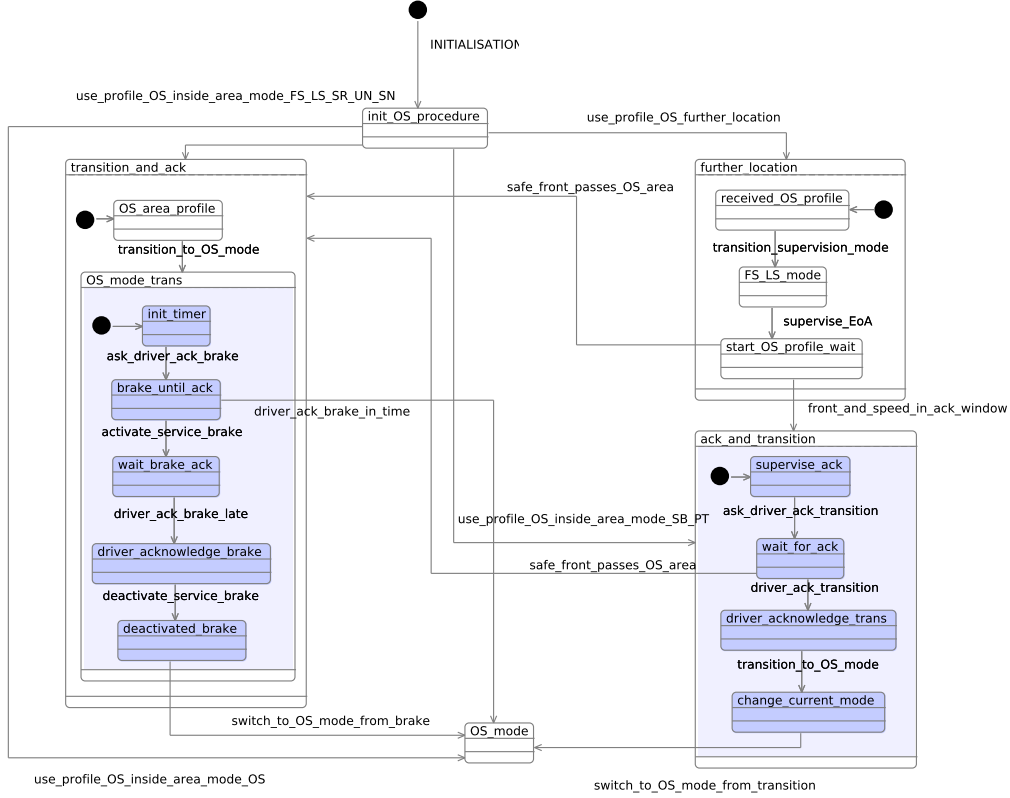 INITIALISATION
use_profile_OS_inside_area_mode_FS_LS_SR_UN_SN
init_OS_procedure
use_profile_OS_further_location
transition_and_ack
further_location
safe_front_passes_OS_area
received_OS_profile
OS_area_profile
transition_to_OS_mode
transition_supervision_mode
OS_mode_trans
FS_LS_mode
init_timer
supervise_EoA
ask_driver_ack_brake
start_OS_profile_wait
brake_until_ack
driver_ack_brake_in_time
front_and_speed_in_ack_window
activate_service_brake
ack_and_transition
wait_brake_ack
supervise_ack
driver_ack_brake_late
use_profile_OS_inside_area_mode_SB_PT
ask_driver_ack_transition
driver_acknowledge_brake
wait_for_ack
safe_front_passes_OS_area
deactivate_service_brake
driver_ack_transition
deactivated_brake
driver_acknowledge_trans
transition_to_OS_mode
switch_to_OS_mode_from_brake
change_current_mode
OS_mode
use_profile_OS_inside_area_mode_OS
switch_to_OS_mode_from_transition